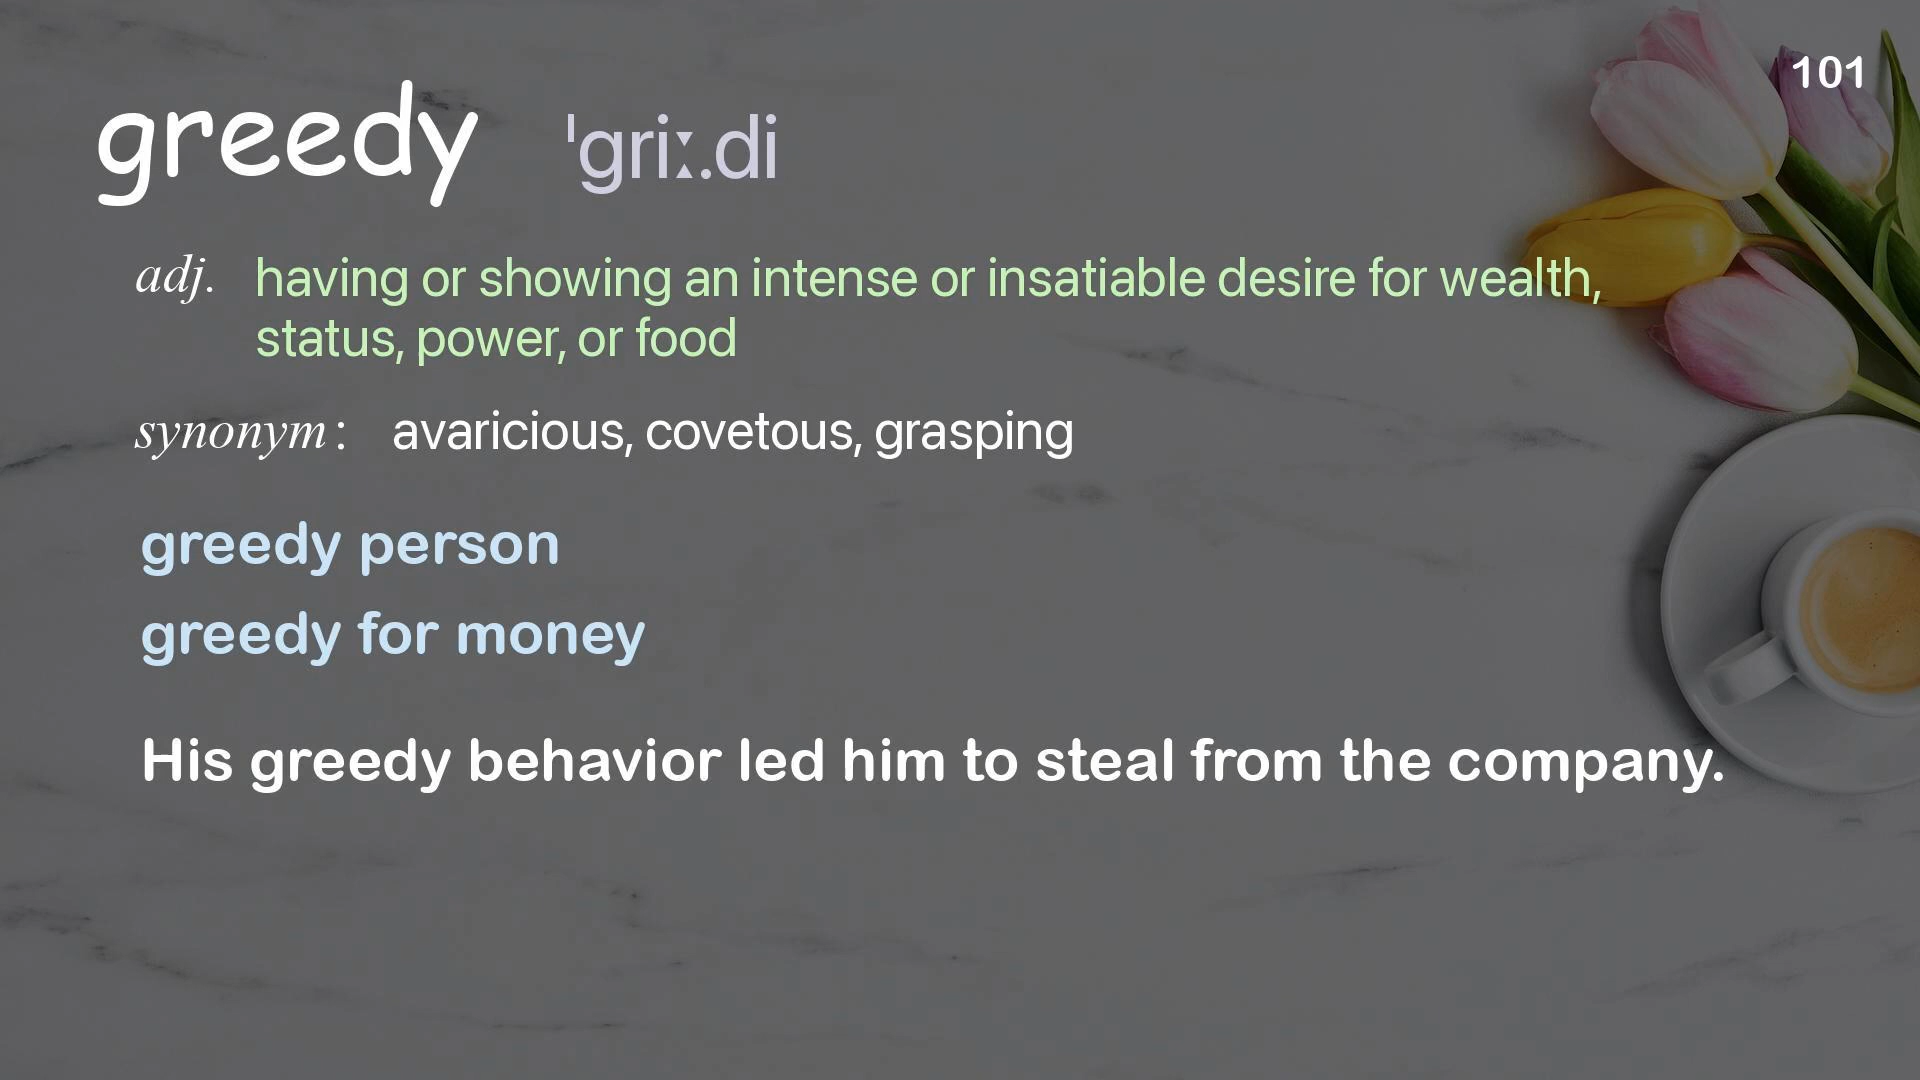 101
greedy ˈɡriː.di
adj. having or showing an intense or insatiable desire for wealth,
status, power, or food
synonym: avaricious, covetous, grasping
greedy person
greedy for money
His greedy behavior led him to steal from the company.